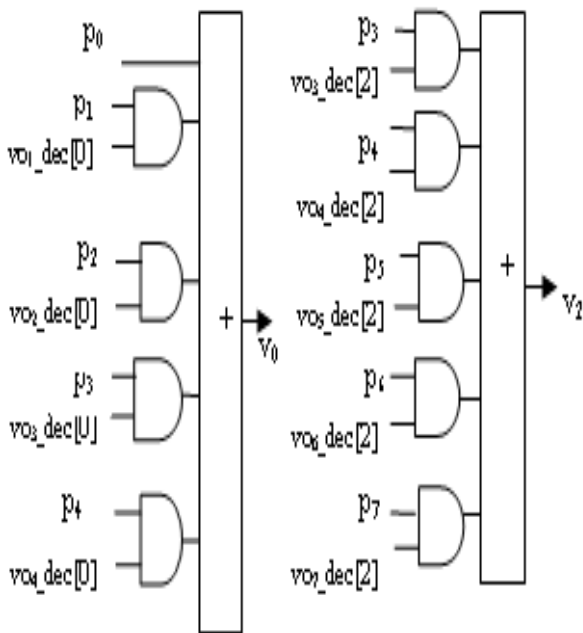 p₀
p₁
vo₁_dec[0]
p₂
vo₂_dec[0]
p₃
vo₃_dec[0]
p₄
vo₄_dec[0]
+
v₀
p₃
vo₃_dec[2]
p₄
vo₄_dec[2]
p₅
vo₅_dec[2]
p₆
vo₆_dec[2]
p₇
vo₇_dec[2]
+
v₂